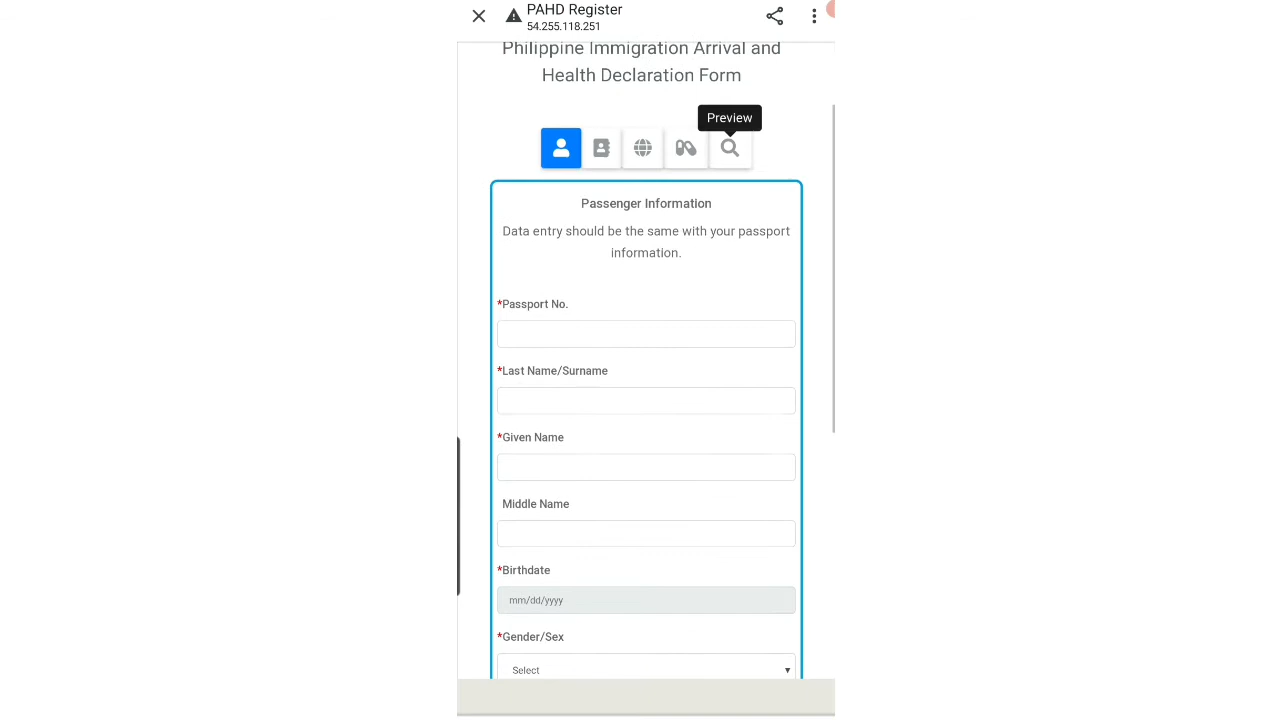 PAHD Register
54.255.118.251
Philippine Immigration Arrival and
Health Declaration Form
Preview
Passenger Information
Data entry should be the same with your passport
information.
*Passport No.
*Last Name/Surname
*Given Name
Middle Name
*Birthdate
mm/dd/yyyy
*Gender/Sex
Select